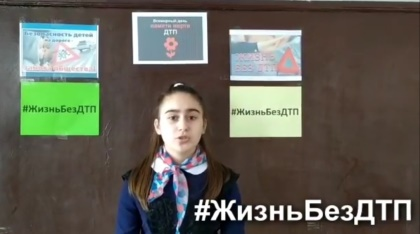 Безопасность детей
Всемирный день
памяти жертв
ДТП
#ЖизньБезДТП
#ЖизньБезДТП
#ЖизньБезДТП